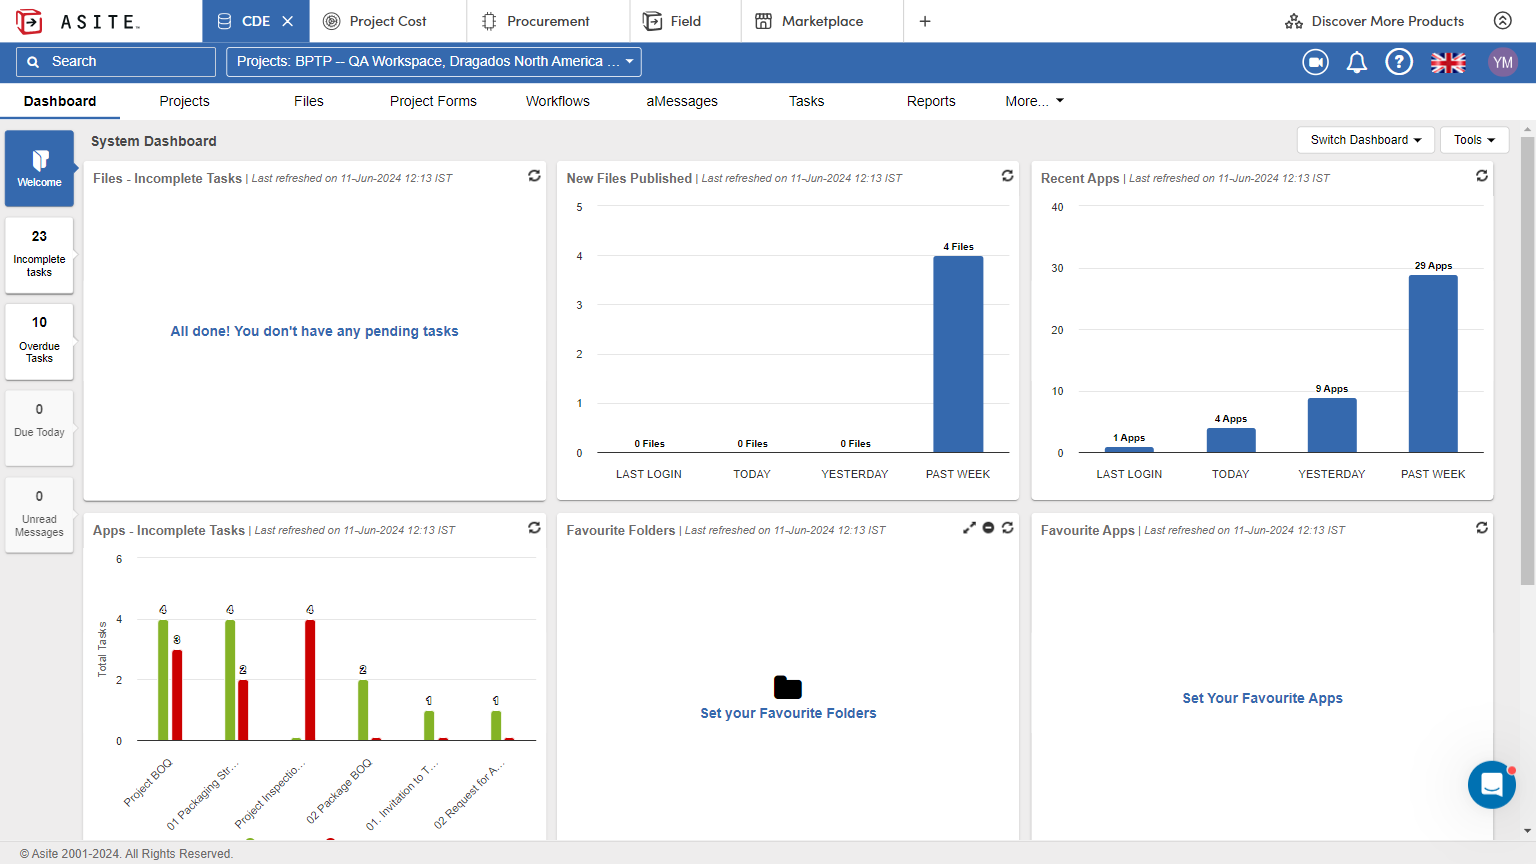 ASITE™
CDE
Project Cost
Procurement
Field
Marketplace
Discover More Products
Search
Projects: BPTP -- QA Workspace, Dragados North America ...
YM
Dashboard
Projects
Files
Project Forms
Workflows
aMessages
Tasks
Reports
More...
Welcome
23
Incomplete
tasks
10
Overdue
Tasks
0
Due Today
0
Unread
Messages
System Dashboard
Switch Dashboard
Tools
Files - Incomplete Tasks | Last refreshed on 11-Jun-2024 12:13 IST
All done! You don't have any pending tasks
New Files Published | Last refreshed on 11-Jun-2024 12:13 IST
5
4
3
2
1
0
0 Files
0 Files
0 Files
4 Files
LAST LOGIN
TODAY
YESTERDAY
PAST WEEK
Recent Apps | Last refreshed on 11-Jun-2024 12:13 IST
40
30
20
10
0
1 Apps
4 Apps
9 Apps
29 Apps
LAST LOGIN
TODAY
YESTERDAY
PAST WEEK
Apps - Incomplete Tasks | Last refreshed on 11-Jun-2024 12:13 IST
Total Tasks
6
4
2
0
4
3
4
2
4
2
1
1
Project BOQ
01 Packaging Str...
Project Inspectio...
02 Package BOQ
01. Invitation to T...
02 Request for A...
Favourite Folders | Last refreshed on 11-Jun-2024 12:13 IST
Set your Favourite Folders
Favourite Apps | Last refreshed on 11-Jun-2024 12:13 IST
Set Your Favourite Apps
© Asite 2001-2024. All Rights Reserved.